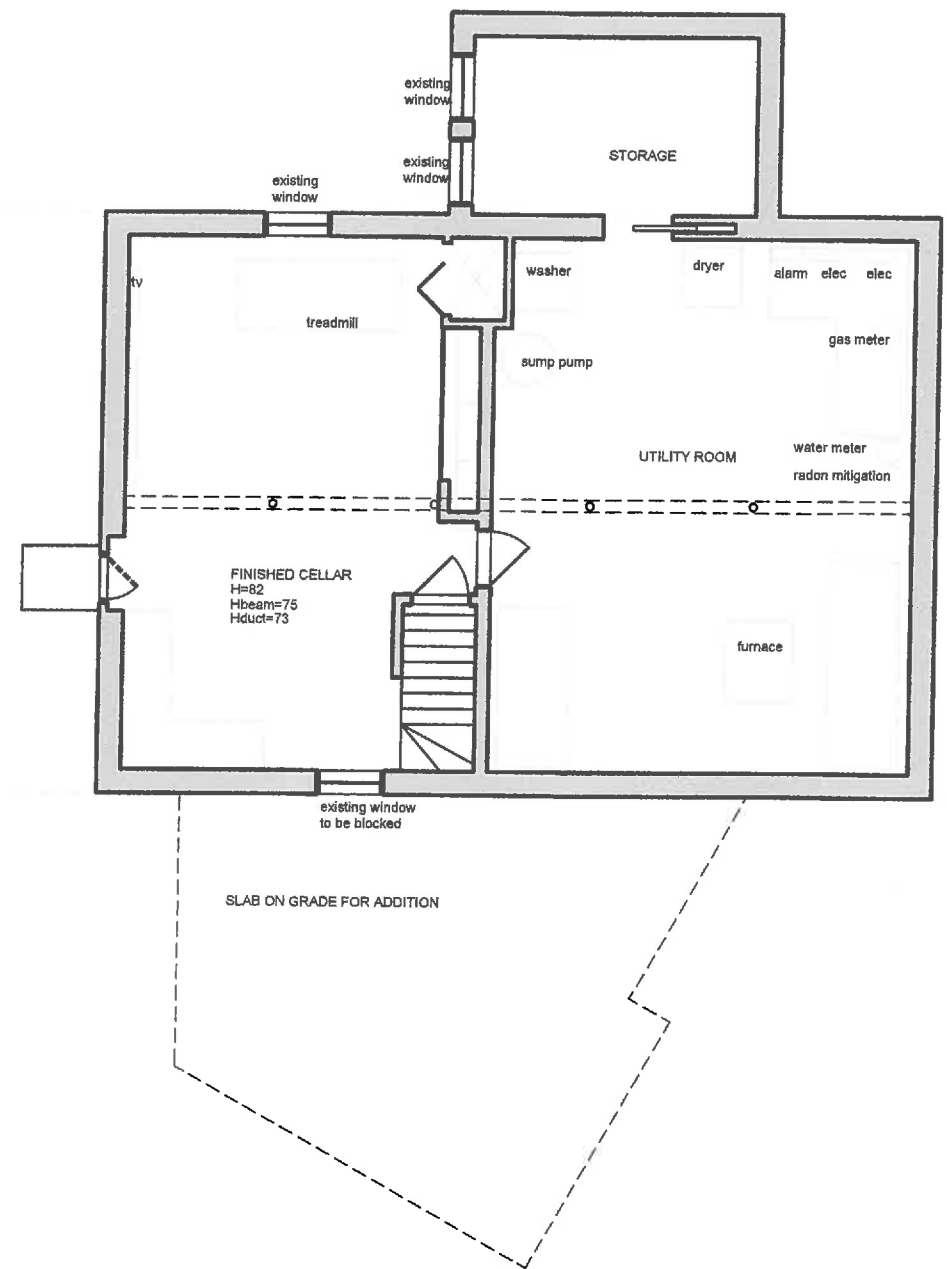 existing
window
existing
window
STORAGE
existing
window
tv
washer
dryer
alarm elec elec
treadmill
gas meter
sump pump
UTILITY ROOM
water meter
radon mitigation
FINISHED CELLAR
H=82
Hbeam=75
Hduct=73
furnace
existing window
to be blocked
SLAB ON GRADE FOR ADDITION